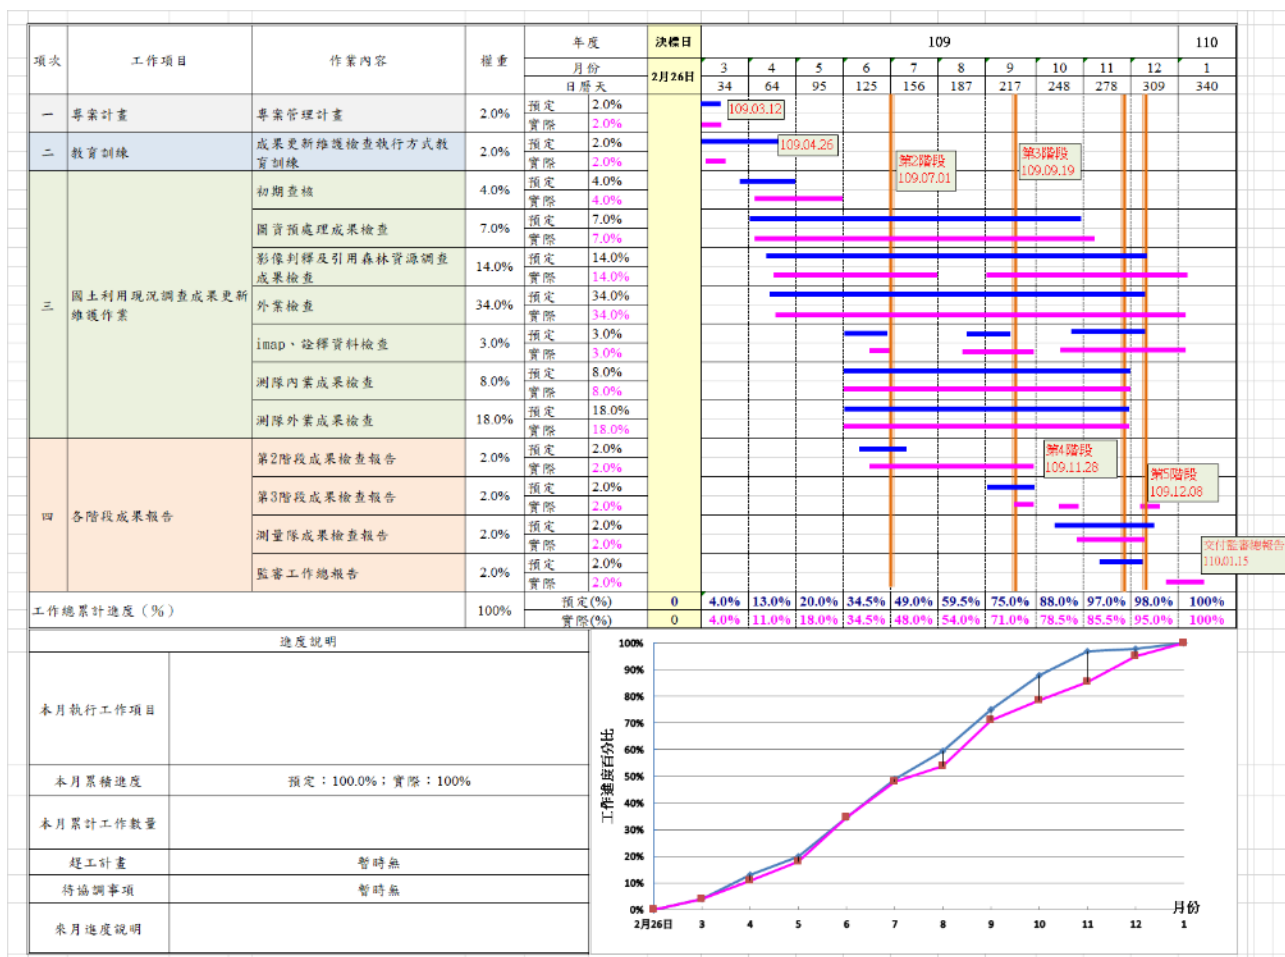 項次 工作項目 作業內容 權重 年度 決標日 109 110
月份 2月26日 3 4 5 6 7 8 9 10 11 12 1
日曆天 34 64 95 125 156 187 217 248 278 309 340
一 專案計畫 專案管理計畫 2.0% 預定 2.0%
實際 2.0%
109.03.12
二 教育訓練 成果更新維護檢查執行方式教育訓練 2.0% 預定 2.0%
實際 2.0%
109.04.26
第2階段
109.07.01
第3階段
109.09.19
三 國土利用現況調查成果更新維護作業
初期查核 4.0% 預定 4.0%
實際 4.0%
圖資預處理成果檢查 7.0% 預定 7.0%
實際 7.0%
影像判釋及引用森林資源調查成果檢查 14.0% 預定 14.0%
實際 14.0%
外業檢查 34.0% 預定 34.0%
實際 34.0%
imap、詮釋資料檢查 3.0% 預定 3.0%
實際 3.0%
測隊內業成果檢查 8.0% 預定 8.0%
實際 8.0%
測隊外業成果檢查 18.0% 預定 18.0%
實際 18.0%
四 各階段成果報告
第2階段成果檢查報告 2.0% 預定 2.0%
實際 2.0%
第4階段
109.11.28
第3階段成果檢查報告 2.0% 預定 2.0%
實際 2.0%
第5階段
109.12.08
測量隊成果檢查報告 2.0% 預定 2.0%
實際 2.0%
監審工作總報告 2.0% 預定 2.0%
實際 2.0%
交付監審總報告
110.01.15
工作總累計進度（%） 100% 預定(%) 0 4.0% 13.0% 20.0% 34.5% 49.0% 59.5% 75.0% 88.0% 97.0% 98.0% 100%
實際(%) 0 4.0% 11.0% 18.0% 34.5% 48.0% 54.0% 71.0% 78.5% 85.5% 95.0% 100%
進度說明
本月執行工作項目
本月累積進度 預定：100.0%；實際：100%
本月累計工作數量
趕工計畫 暫時無
待協調事項 暫時無
來月進度說明
工作進度百分比
100%
90%
80%
70%
60%
50%
40%
30%
20%
10%
0%
2月26日 3 4 5 6 7 8 9 10 11 12 1
月份